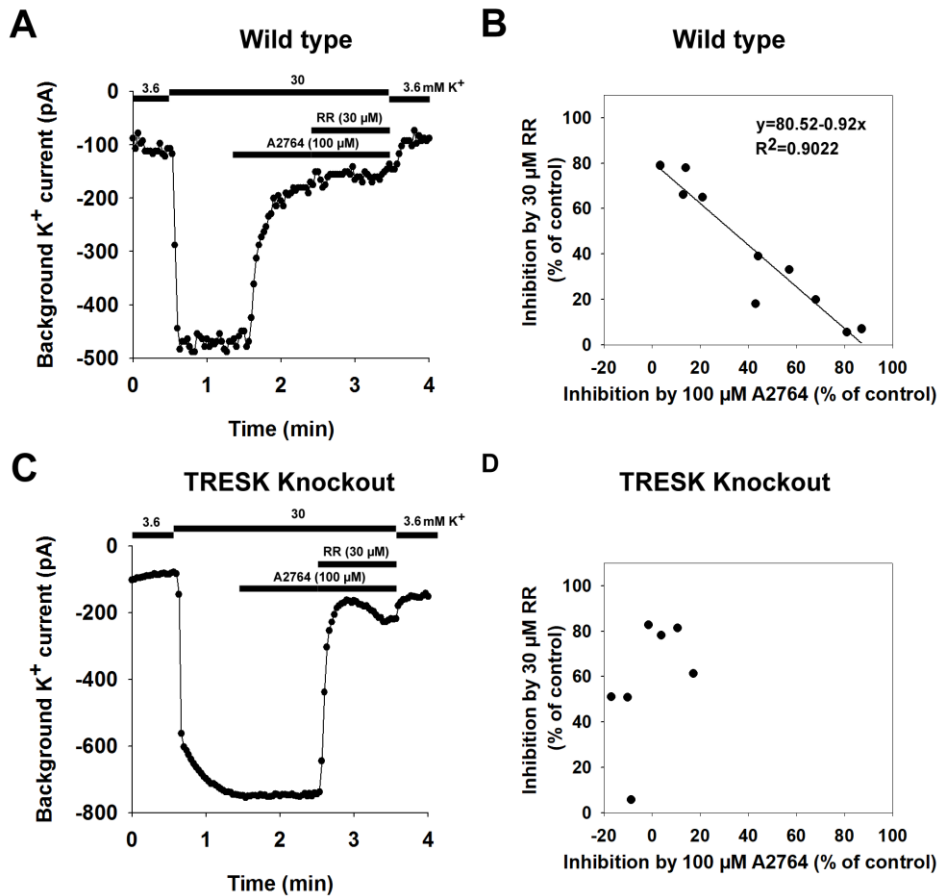 A
Wild type
3.6
30
3.6 mM K⁺
RR (30 µM)
A2764 (100 µM)
0
-100
-200
-300
-400
-500
Background K⁺ current (pA)
0 1 2 3 4
Time (min)
B
Wild type
y=80.52-0.92x
R²=0.9022
100
80
60
40
20
0
Inhibition by 30 µM RR
(% of control)
-20 0 20 40 60 80 100
Inhibition by 100 µM A2764 (% of control)
C
TRESK Knockout
3.6
30
3.6 mM K⁺
RR (30 µM)
A2764 (100 µM)
0
-200
-400
-600
-800
Background K⁺ current (pA)
0 1 2 3 4
Time (min)
D
TRESK Knockout
100
80
60
40
20
0
Inhibition by 30 µM RR
(% of control)
-20 0 20 40 60 80 100
Inhibition by 100 µM A2764 (% of control)